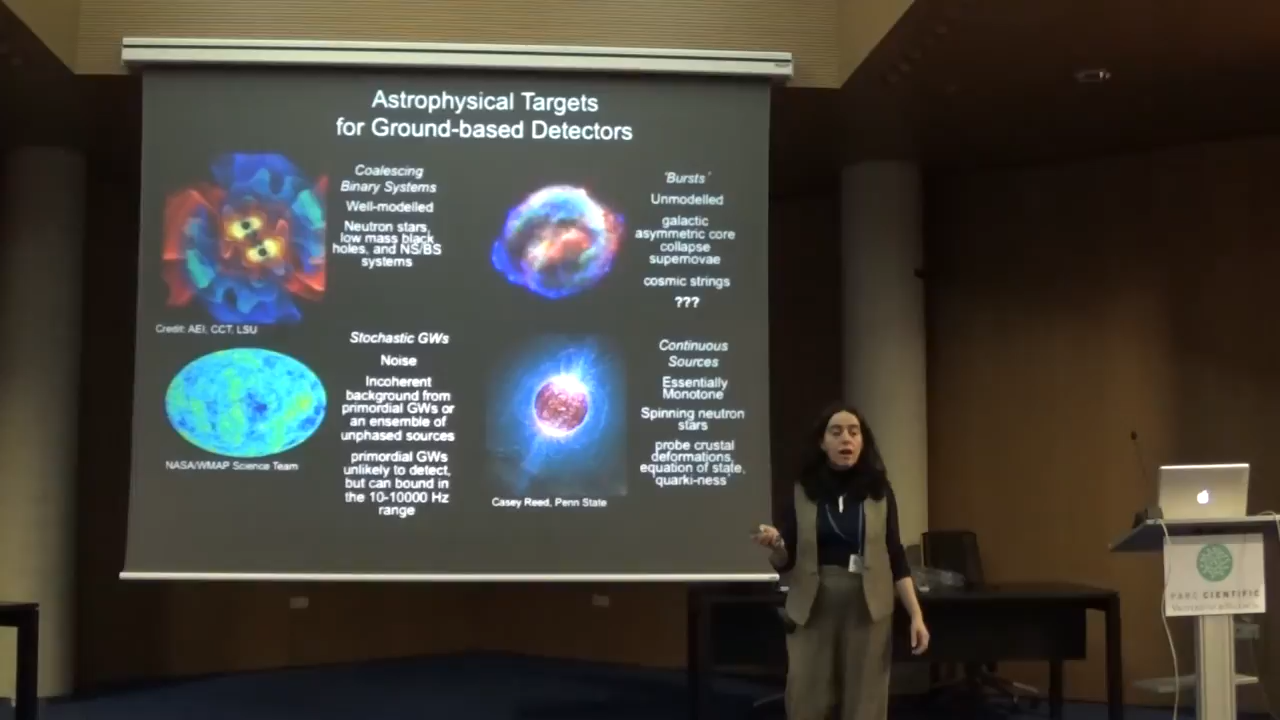 Astrophysical Targets
for Ground-based Detectors
Coalescing
Binary Systems
Well-modelled
Neutron stars,
low mass black
holes, and NS/BS
systems
Credit: AEI, CCT, LSU
'Bursts'
Unmodelled
galactic
asymmetric core
collapse
supernovae
cosmic strings
???
Stochastic GWs
Noise
Incoherent
background from
primordial GWs or
an ensemble of
unphased sources
primordial GWs
unlikely to detect,
but can bound in
the 10-10000 Hz
range
NASA/WMAP Science Team
Continuous
Sources
Essentially
Monotone
Spinning neutron
stars
probe crustal
deformations,
equation of state,
'quarki-ness'
Casey Reed, Penn State
PARC CIENTÍFIC